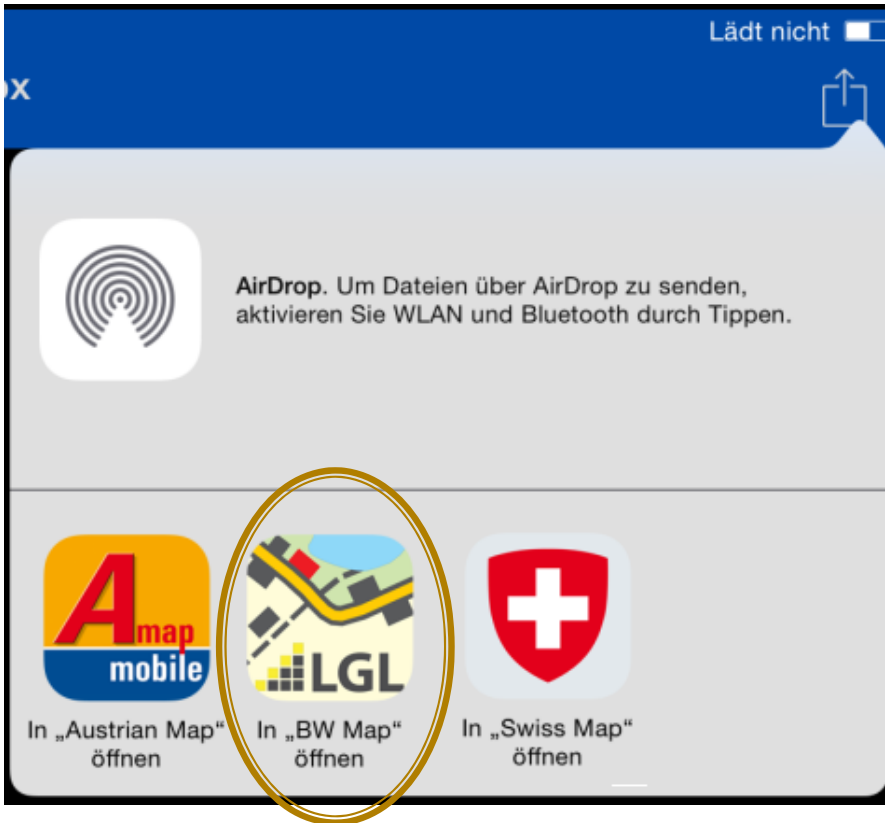 Lädt nicht
ox
AirDrop. Um Dateien über AirDrop zu senden,
aktivieren Sie WLAN und Bluetooth durch Tippen.
Amap
mobile
LGL
In „Austrian Map“
öffnen
In „BW Map“
öffnen
In „Swiss Map“
öffnen